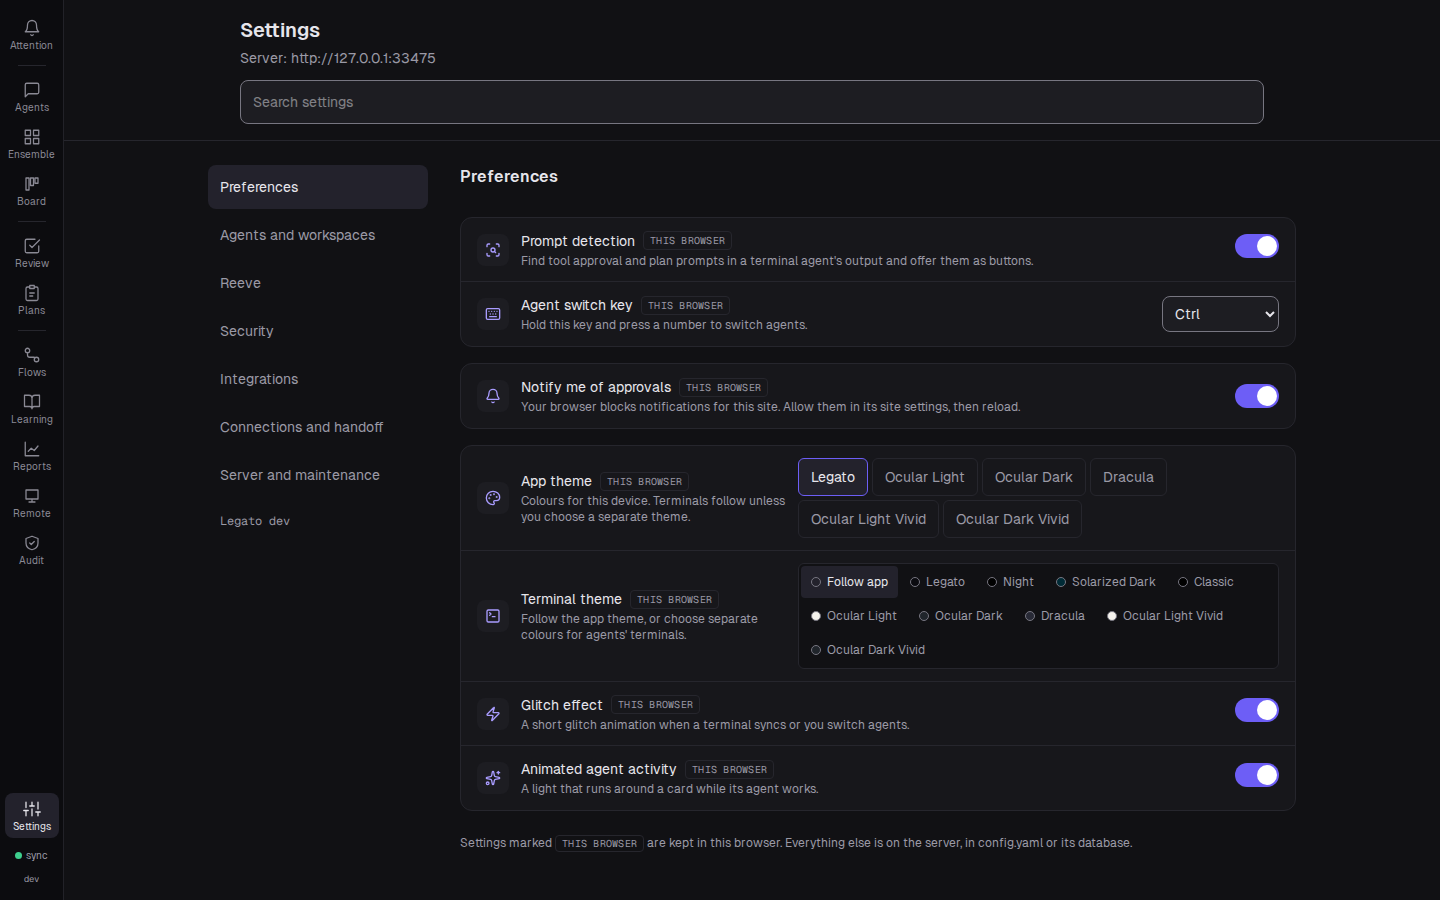 Attention
Agents
Ensemble
Board
Review
Plans
Flows
Learning
Reports
Remote
Audit
Settings
sync
dev
Settings
Server: http://127.0.0.1:33475
Search settings
Preferences
Agents and workspaces
Reeve
Security
Integrations
Connections and handoff
Server and maintenance
Legato dev
Preferences
Prompt detection THIS BROWSER
Find tool approval and plan prompts in a terminal agent's output and offer them as buttons.
Agent switch key THIS BROWSER
Hold this key and press a number to switch agents.
Ctrl
Notify me of approvals THIS BROWSER
Your browser blocks notifications for this site. Allow them in its site settings, then reload.
App theme THIS BROWSER
Colours for this device. Terminals follow unless
you choose a separate theme.
Legato Ocular Light Ocular Dark Dracula
Ocular Light Vivid Ocular Dark Vivid
Terminal theme THIS BROWSER
Follow the app theme, or choose separate
colours for agents' terminals.
Follow app Legato Night Solarized Dark Classic
Ocular Light Ocular Dark Dracula Ocular Light Vivid
Ocular Dark Vivid
Glitch effect THIS BROWSER
A short glitch animation when a terminal syncs or you switch agents.
Animated agent activity THIS BROWSER
A light that runs around a card while its agent works.
Settings marked THIS BROWSER are kept in this browser. Everything else is on the server, in config.yaml or its database.